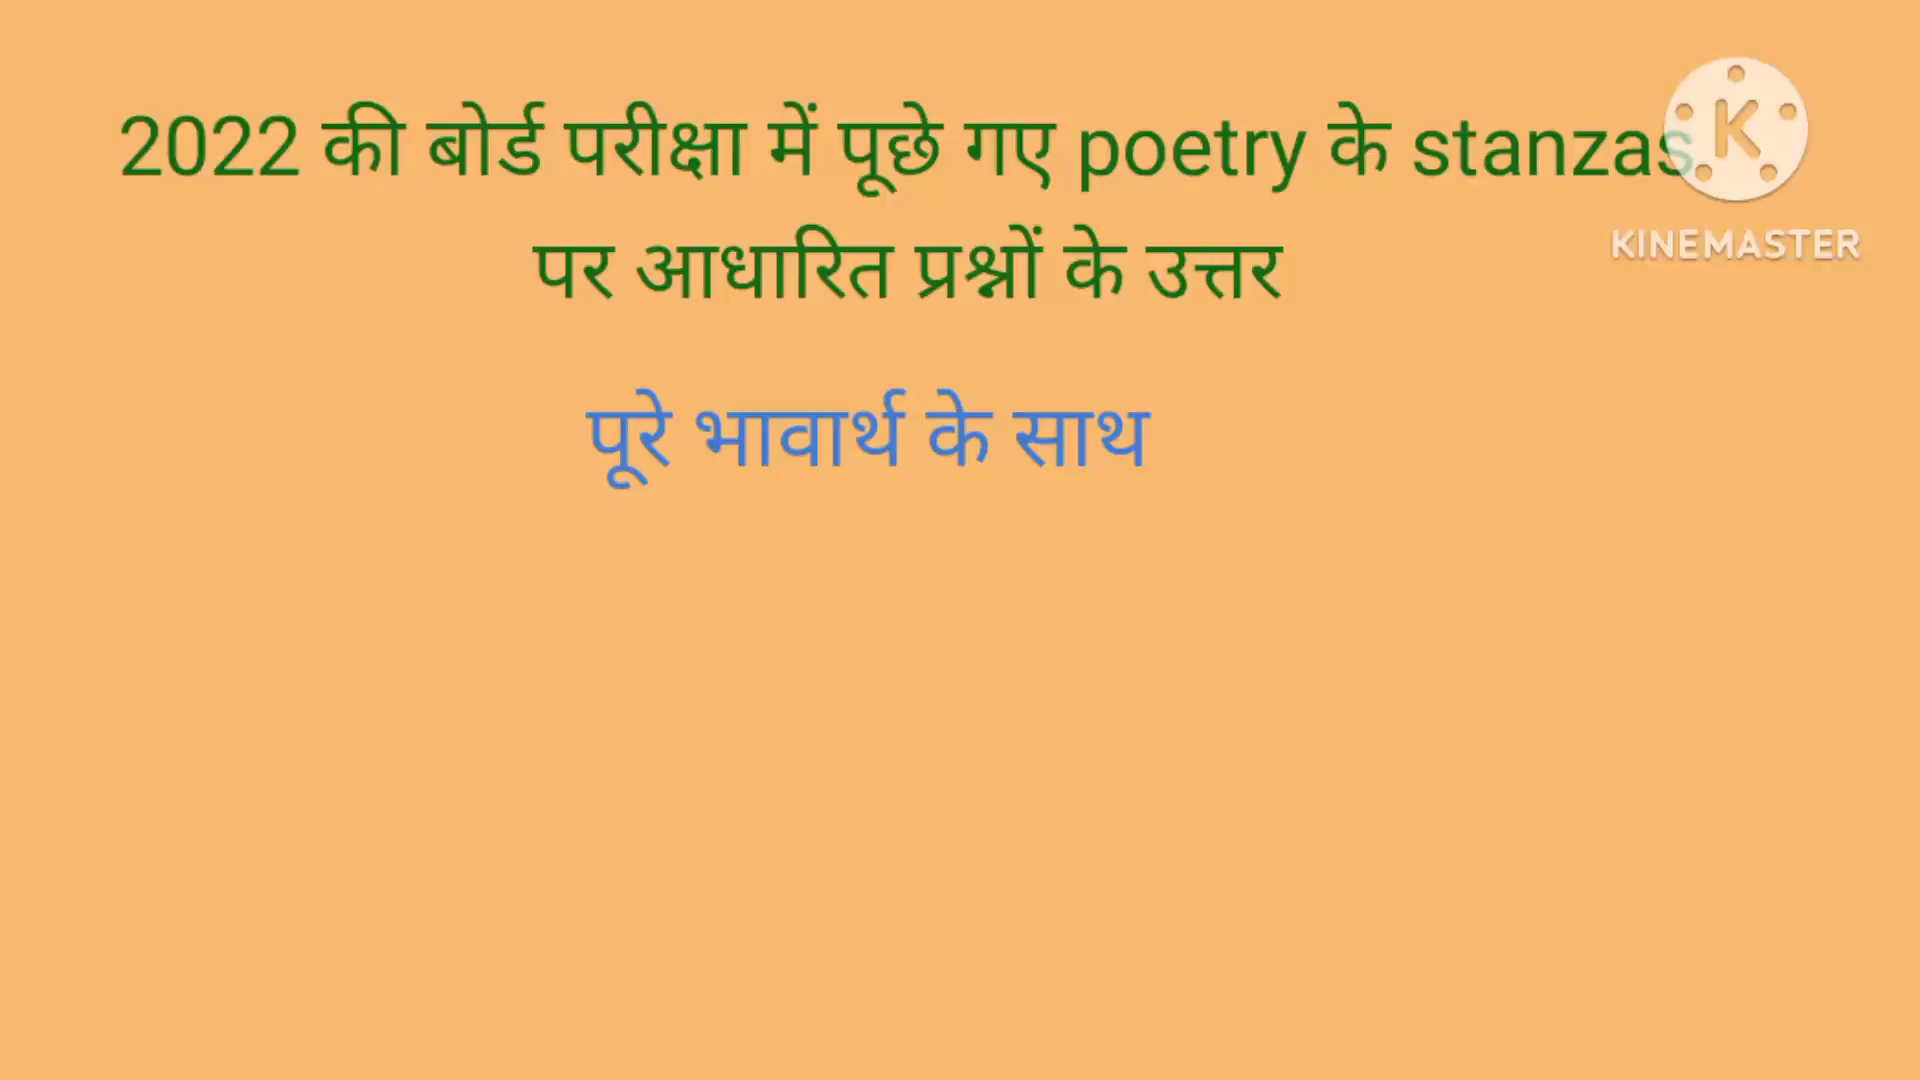 2022 की बोर्ड परीक्षा में पूछे गए poetry के stanzas
पर आधारित प्रश्नों के उत्तर
पूरे भावार्थ के साथ
K
KINEMASTER